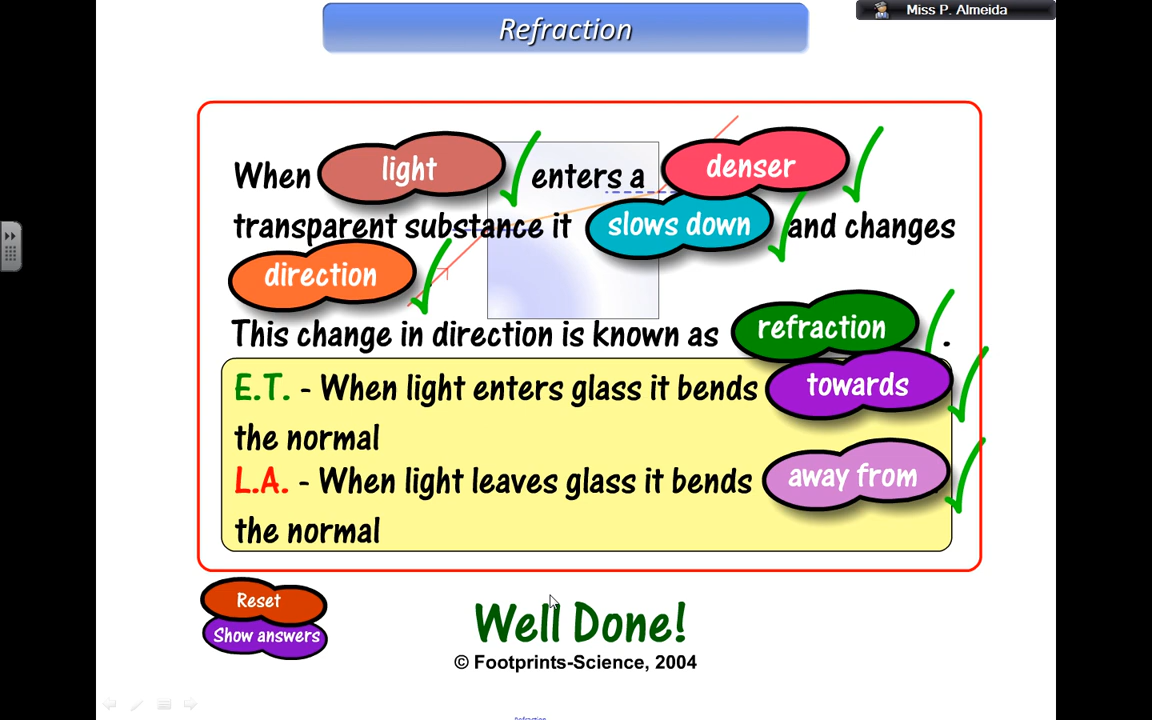 Miss P. Almeida
Refraction
When light enters a denser
transparent substance it slows down and changes
direction
This change in direction is known as refraction .
E.T. - When light enters glass it bends towards
the normal
L.A. - When light leaves glass it bends away from
the normal
Reset
Show answers
Well Done!
© Footprints-Science, 2004
Refraction